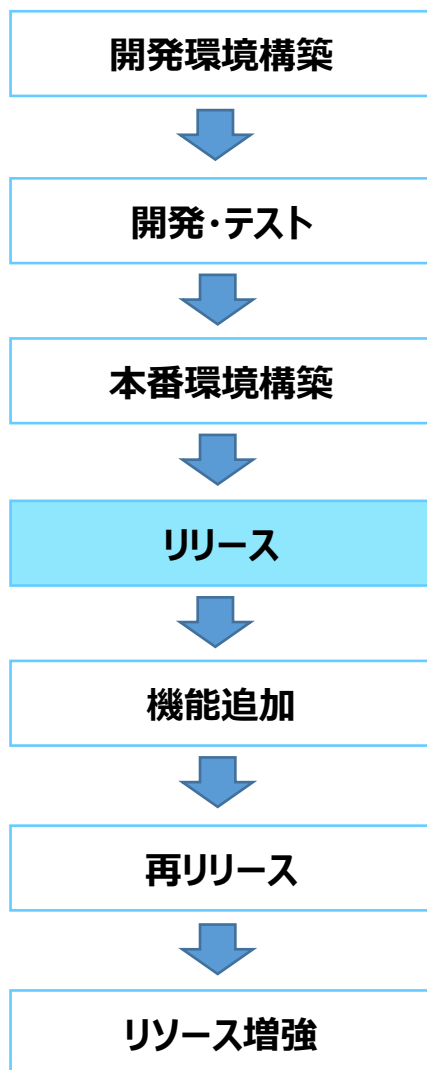 開発環境構築
開発・テスト
本番環境構築
リリース
機能追加
再リリース
リソース増強